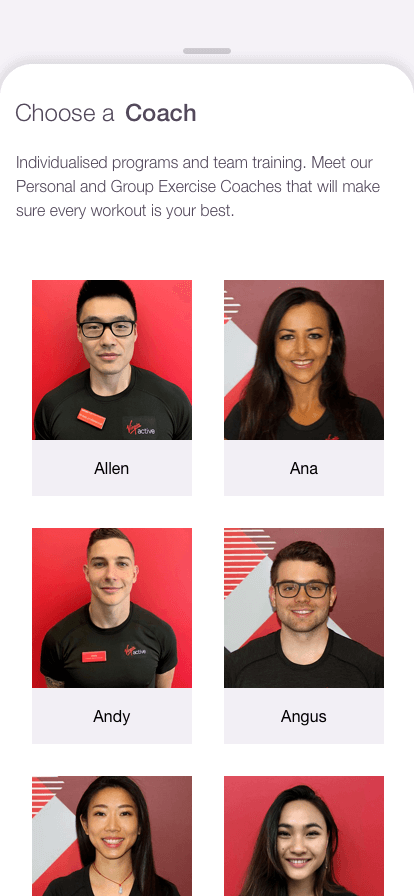 Choose a Coach
Individualised programs and team training. Meet our
Personal and Group Exercise Coaches that will make
sure every workout is your best.
Virgin active
Allen
Ana
Virgin active
Andy
Angus